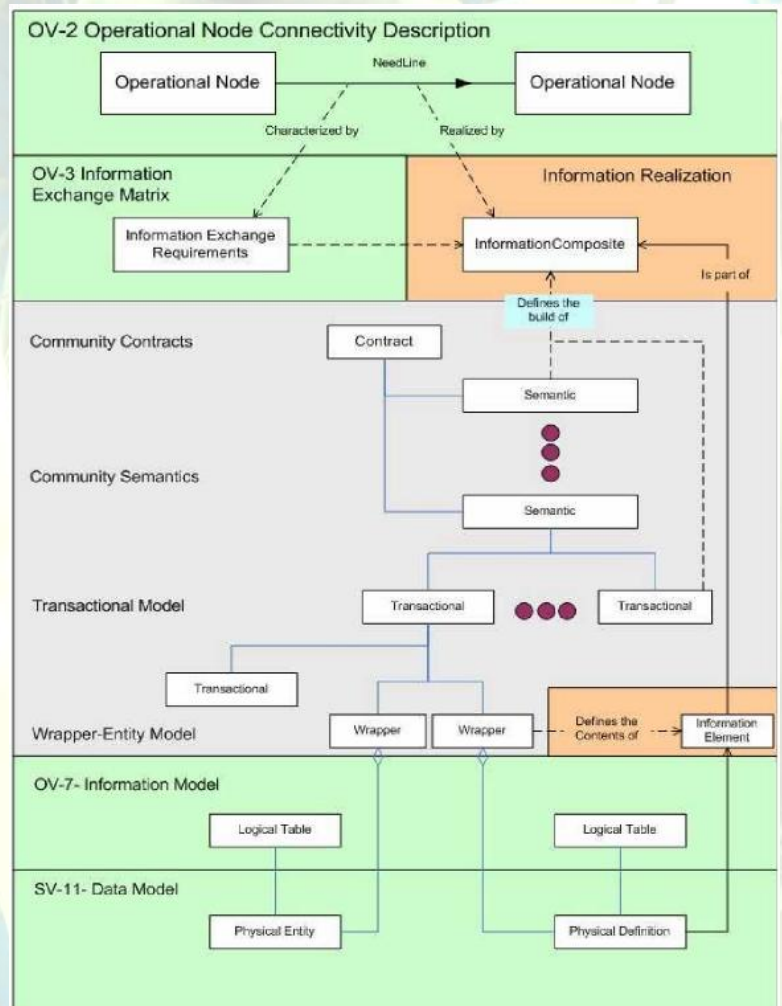 OV-2 Operational Node Connectivity Description
NeedLine
Operational Node
Operational Node
Characterized by
Realized by
OV-3 Information
Exchange Matrix
Information Realization
Information Exchange
Requirements
InformationComposite
Is part of
Defines the
build of
Community Contracts
Contract
Semantic
Community Semantics
Semantic
Transactional Model
Transactional
Transactional
Transactional
Wrapper-Entity Model
Wrapper
Wrapper
Defines the
Contents of
Information
Element
OV-7- Information Model
Logical Table
Logical Table
SV-11- Data Model
Physical Entity
Physical Definition